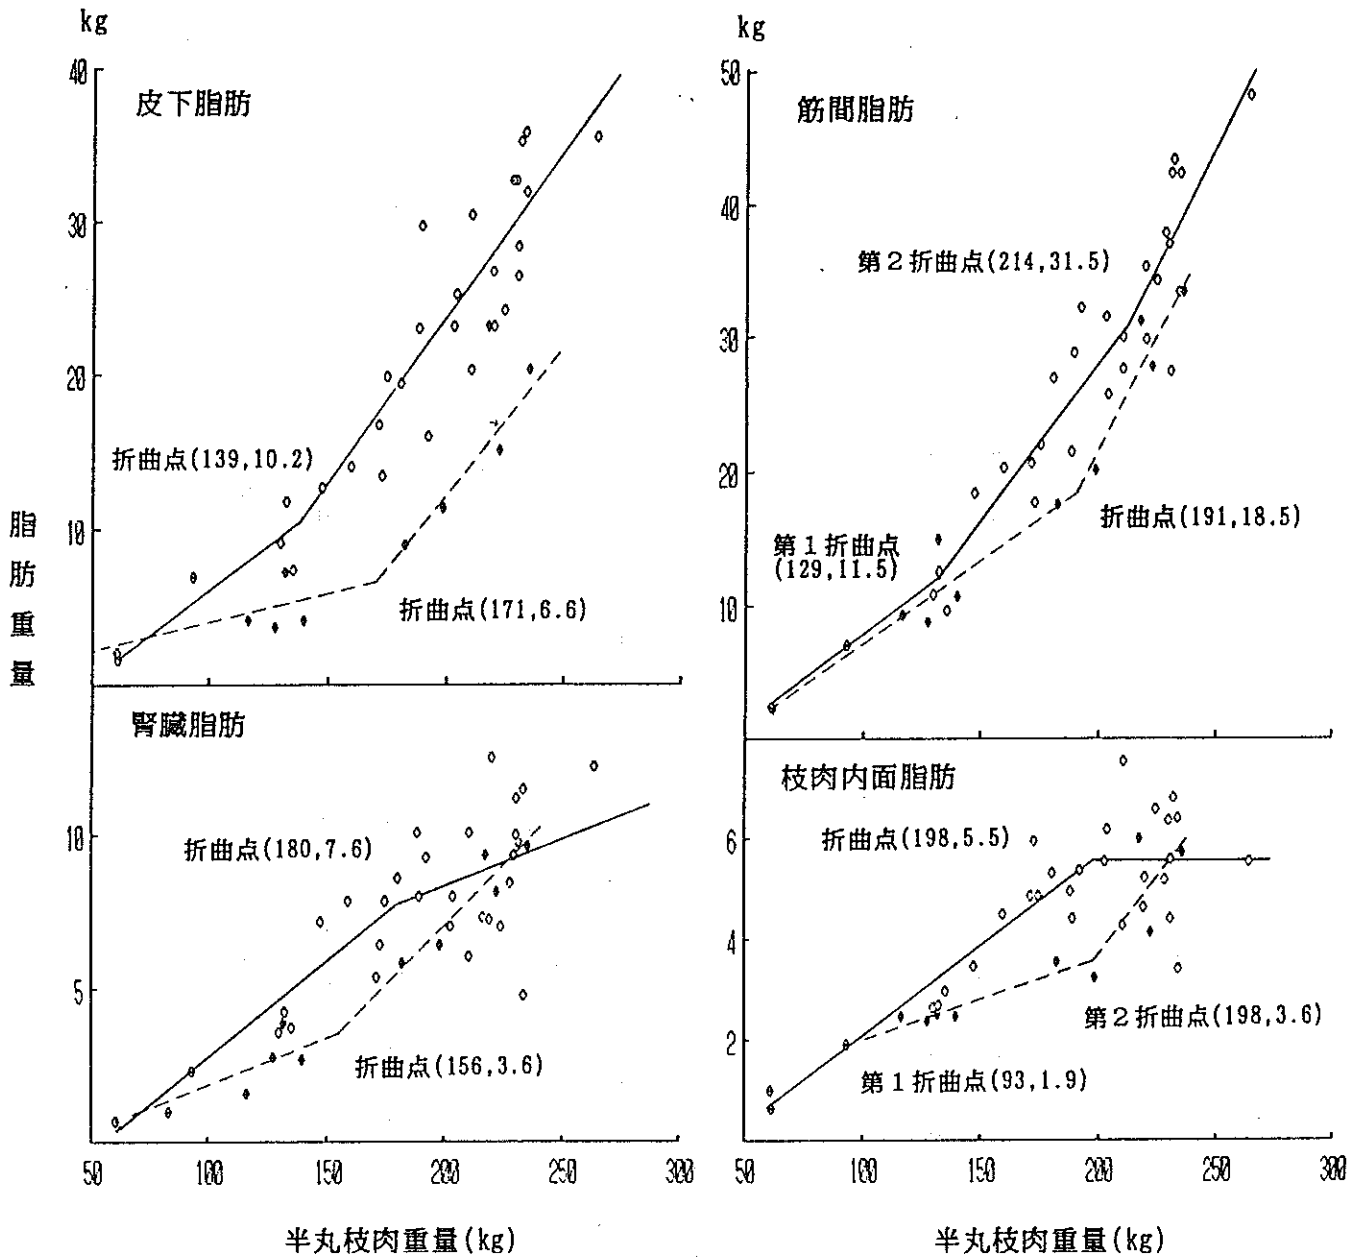 kg
40
皮下脂肪
30
20
折曲点(139,10.2)
10
折曲点(171,6.6)
脂肪重量
腎臓脂肪
折曲点(180,7.6)
10
5
折曲点(156,3.6)
50 100 150 200 250 300
半丸枝肉重量(kg)
kg
50
筋間脂肪
40
第2折曲点(214,31.5)
30
20
折曲点(191,18.5)
第1折曲点
(129,11.5)
10
枝肉内面脂肪
折曲点(198,5.5)
6
4
第2折曲点(198,3.6)
2
第1折曲点(93,1.9)
50 100 150 200 250 300
半丸枝肉重量(kg)